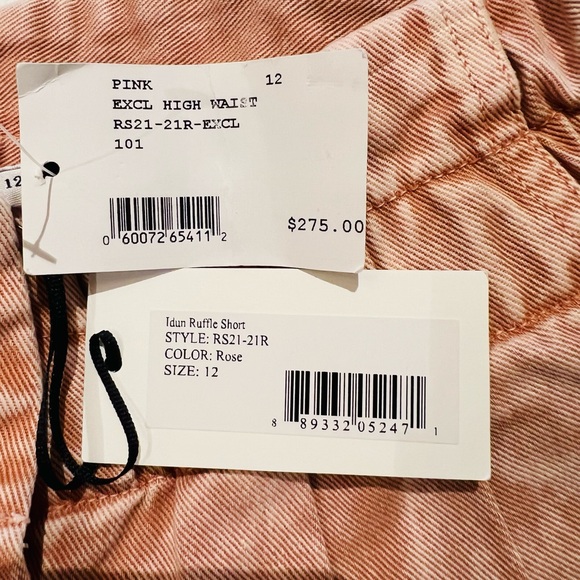 PINK 12
EXCL HIGH WAIST
RS21-21R-EXCL
101
12
0 60072 65411 2
$275.00
Idun Ruffle Short
STYLE: RS21-21R
COLOR: Rose
SIZE: 12
8 89332 05247 1